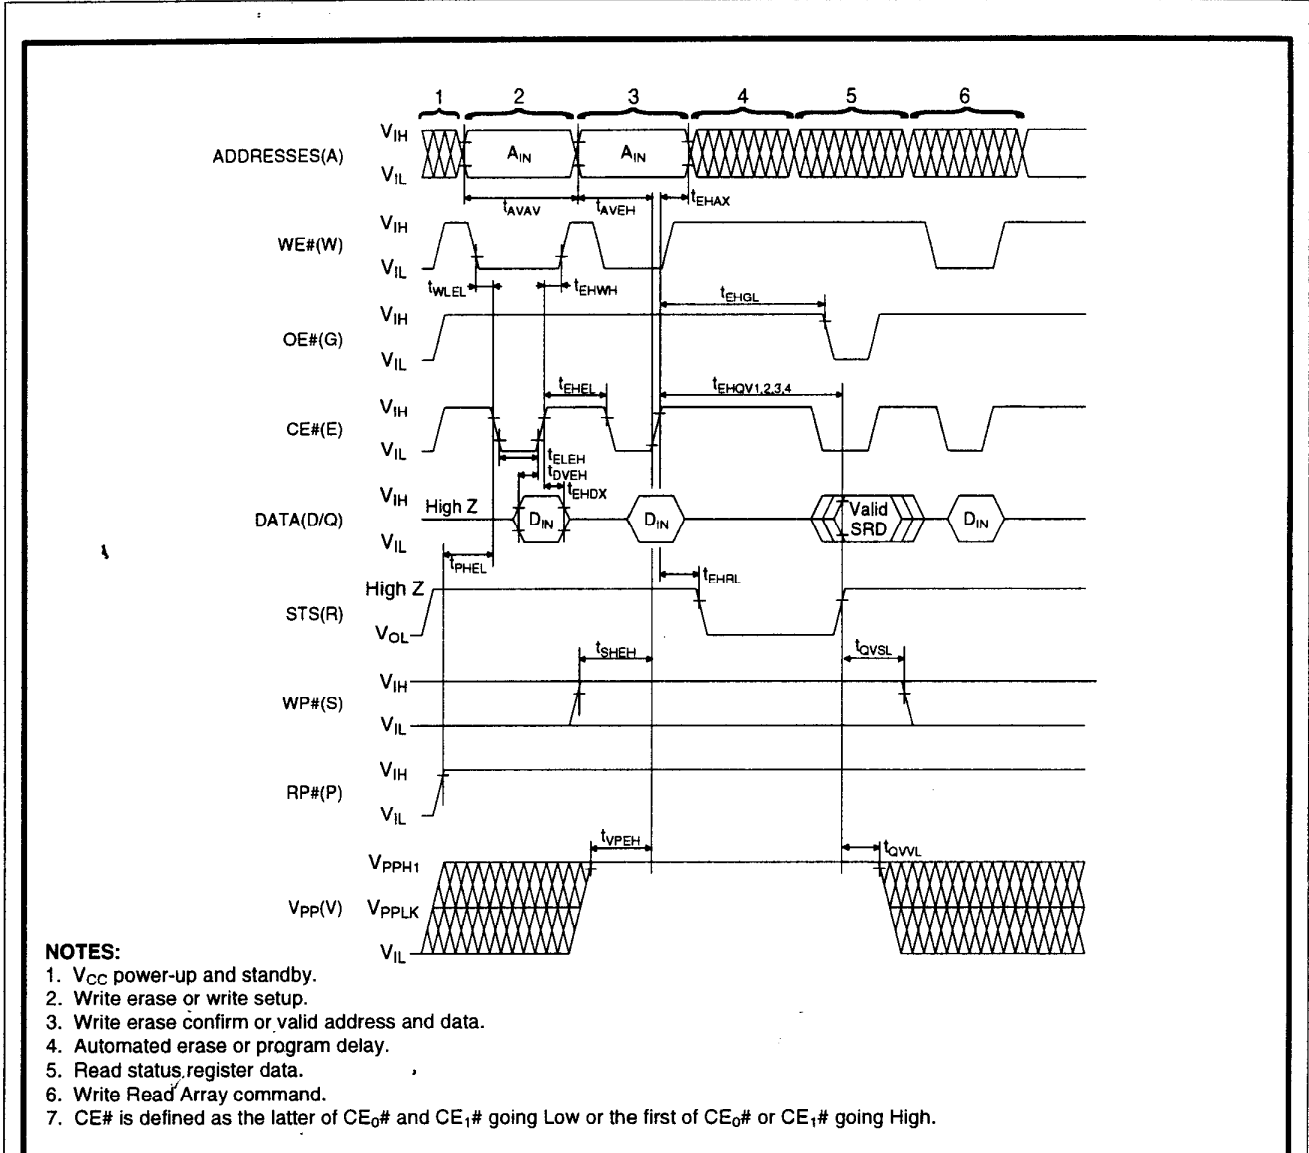 1 2 3 4 5 6
ADDRESSES(A) VIH AIN AIN VIL
tAVAV tAVEH tEHAX
WE#(W) VIH VIL
tWLEL tEHWH tEHGL
OE#(G) VIH VIL
tEHEL tEHQV1,2,3,4
CE#(E) VIH VIL
tELEH
tDVEH
tEHDX
DATA(D/Q) VIH High Z DIN DIN Valid SRD DIN VIL
tPHEL tEHRL
STS(R) High Z VOL
tSHEH tQVSL
WP#(S) VIH VIL
RP#(P) VIH VIL
tVPEH tQVVL
VPP(V) VPPH1 VPPLK VIL
NOTES:
1. VCC power-up and standby.
2. Write erase or write setup.
3. Write erase confirm or valid address and data.
4. Automated erase or program delay.
5. Read status register data.
6. Write Read Array command.
7. CE# is defined as the latter of CE0# and CE1# going Low or the first of CE0# or CE1# going High.